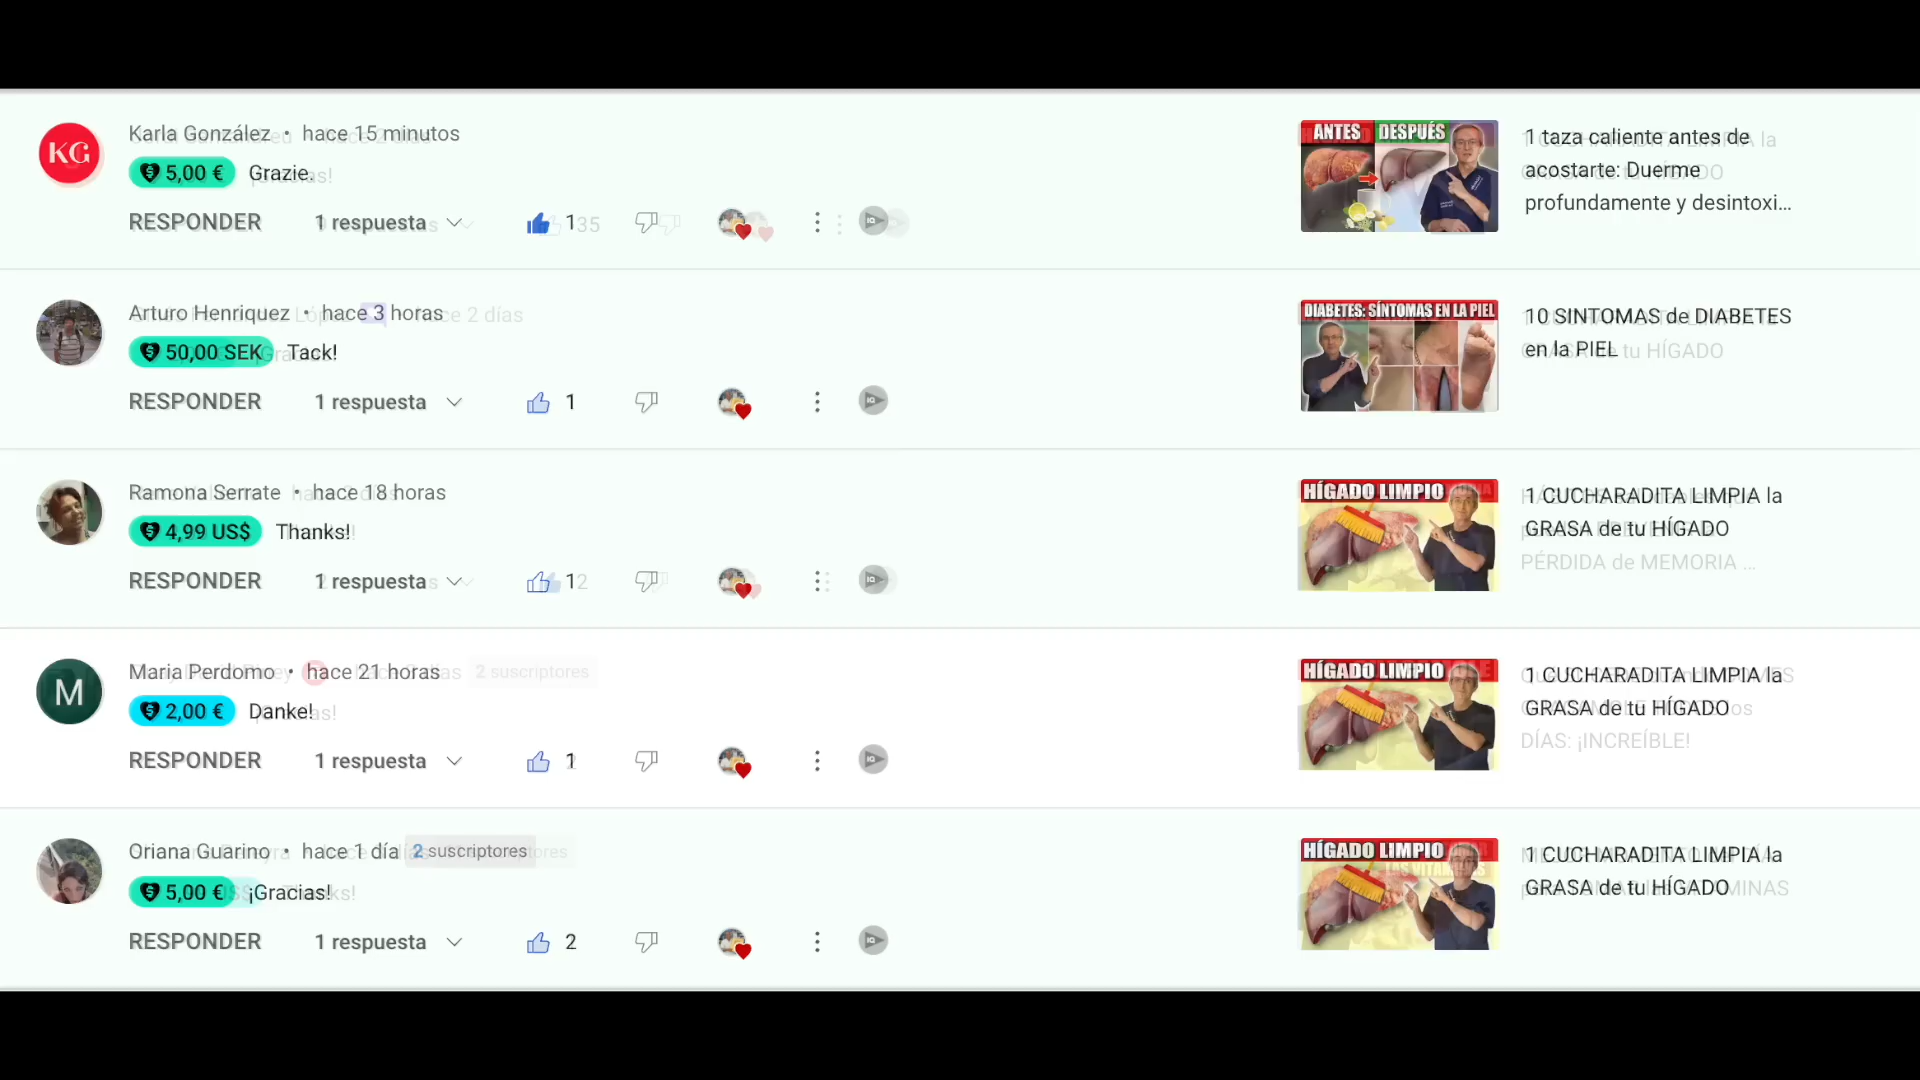 KG
Karla González • hace 15 minutos
5,00 € Grazie.
RESPONDER 1 respuesta 1
ANTES DESPUÉS
1 taza caliente antes de
acostarte: Duerme
profundamente y desintoxi...
Arturo Henriquez • hace 3 horas
50,00 SEK Tack!
RESPONDER 1 respuesta 1
DIABETES: SÍNTOMAS EN LA PIEL
10 SINTOMAS de DIABETES
en la PIEL
Ramona Serrate • hace 18 horas
4,99 US$ Thanks!
RESPONDER 1 respuesta 1
HÍGADO LIMPIO
1 CUCHARADITA LIMPIA la
GRASA de tu HÍGADO
M
Maria Perdomo • hace 21 horas
2 suscriptores
2,00 € Danke!
RESPONDER 1 respuesta 1
HÍGADO LIMPIO
1 CUCHARADITA LIMPIA la
GRASA de tu HÍGADO
Oriana Guarino • hace 1 día 2 suscriptores
5,00 € ¡Gracias!
RESPONDER 1 respuesta 2
HÍGADO LIMPIO
1 CUCHARADITA LIMPIA la
GRASA de tu HÍGADO